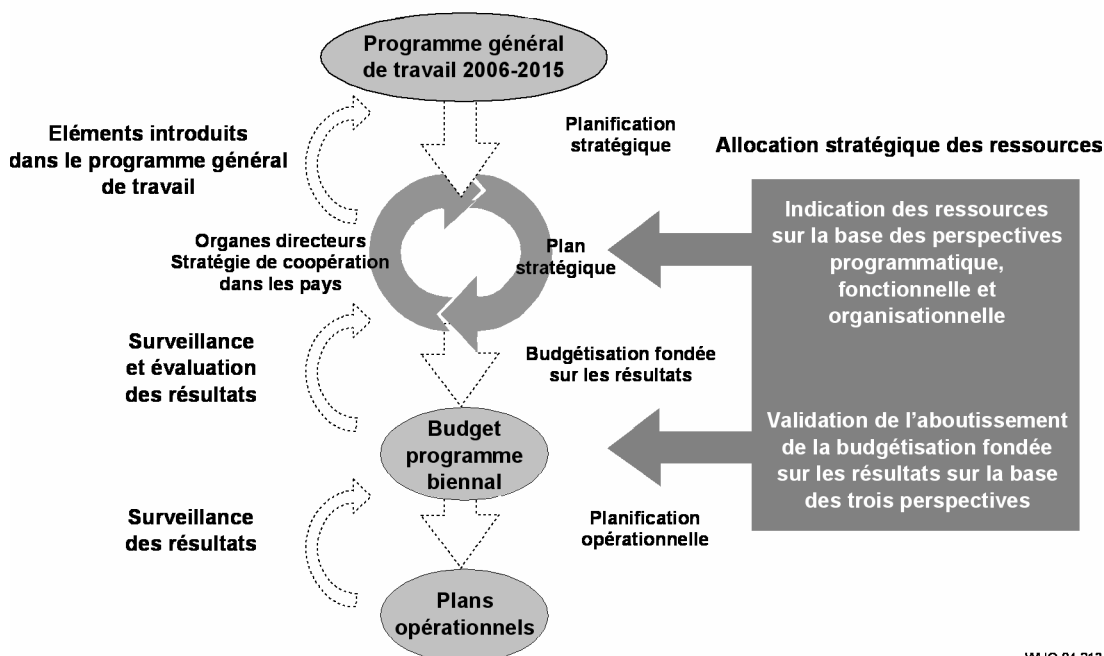 Programme général
de travail 2006-2015
Eléments introduits
dans le programme général
de travail
Planification
stratégique
Allocation stratégique des ressources
Organes directeurs
Stratégie de coopération
dans les pays
Plan
stratégique
Indication des ressources
sur la base des perspectives
programmatique,
fonctionnelle et
organisationnelle
Surveillance
et évaluation
des résultats
Budgétisation fondée
sur les résultats
Budget
programme
biennal
Validation de l'aboutissement
de la budgétisation fondée
sur les résultats sur la base
des trois perspectives
Surveillance
des résultats
Planification
opérationnelle
Plans
opérationnels